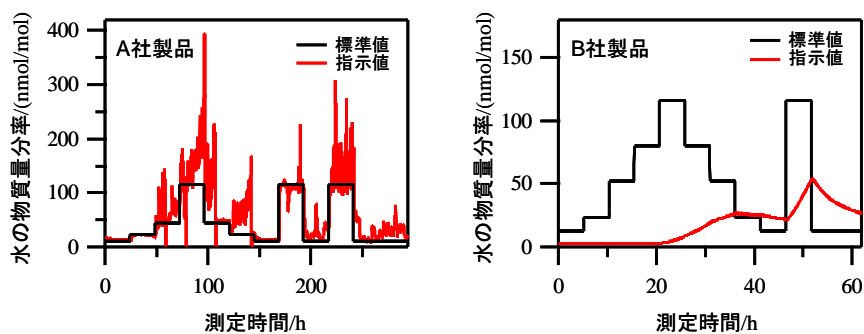 A社製品
標準値
指示値
水の物質量分率/(nmol/mol)
400
300
200
100
0
0
100
200
測定時間/h
B社製品
標準値
指示値
水の物質量分率/(nmol/mol)
150
100
50
0
0
20
40
60
測定時間/h